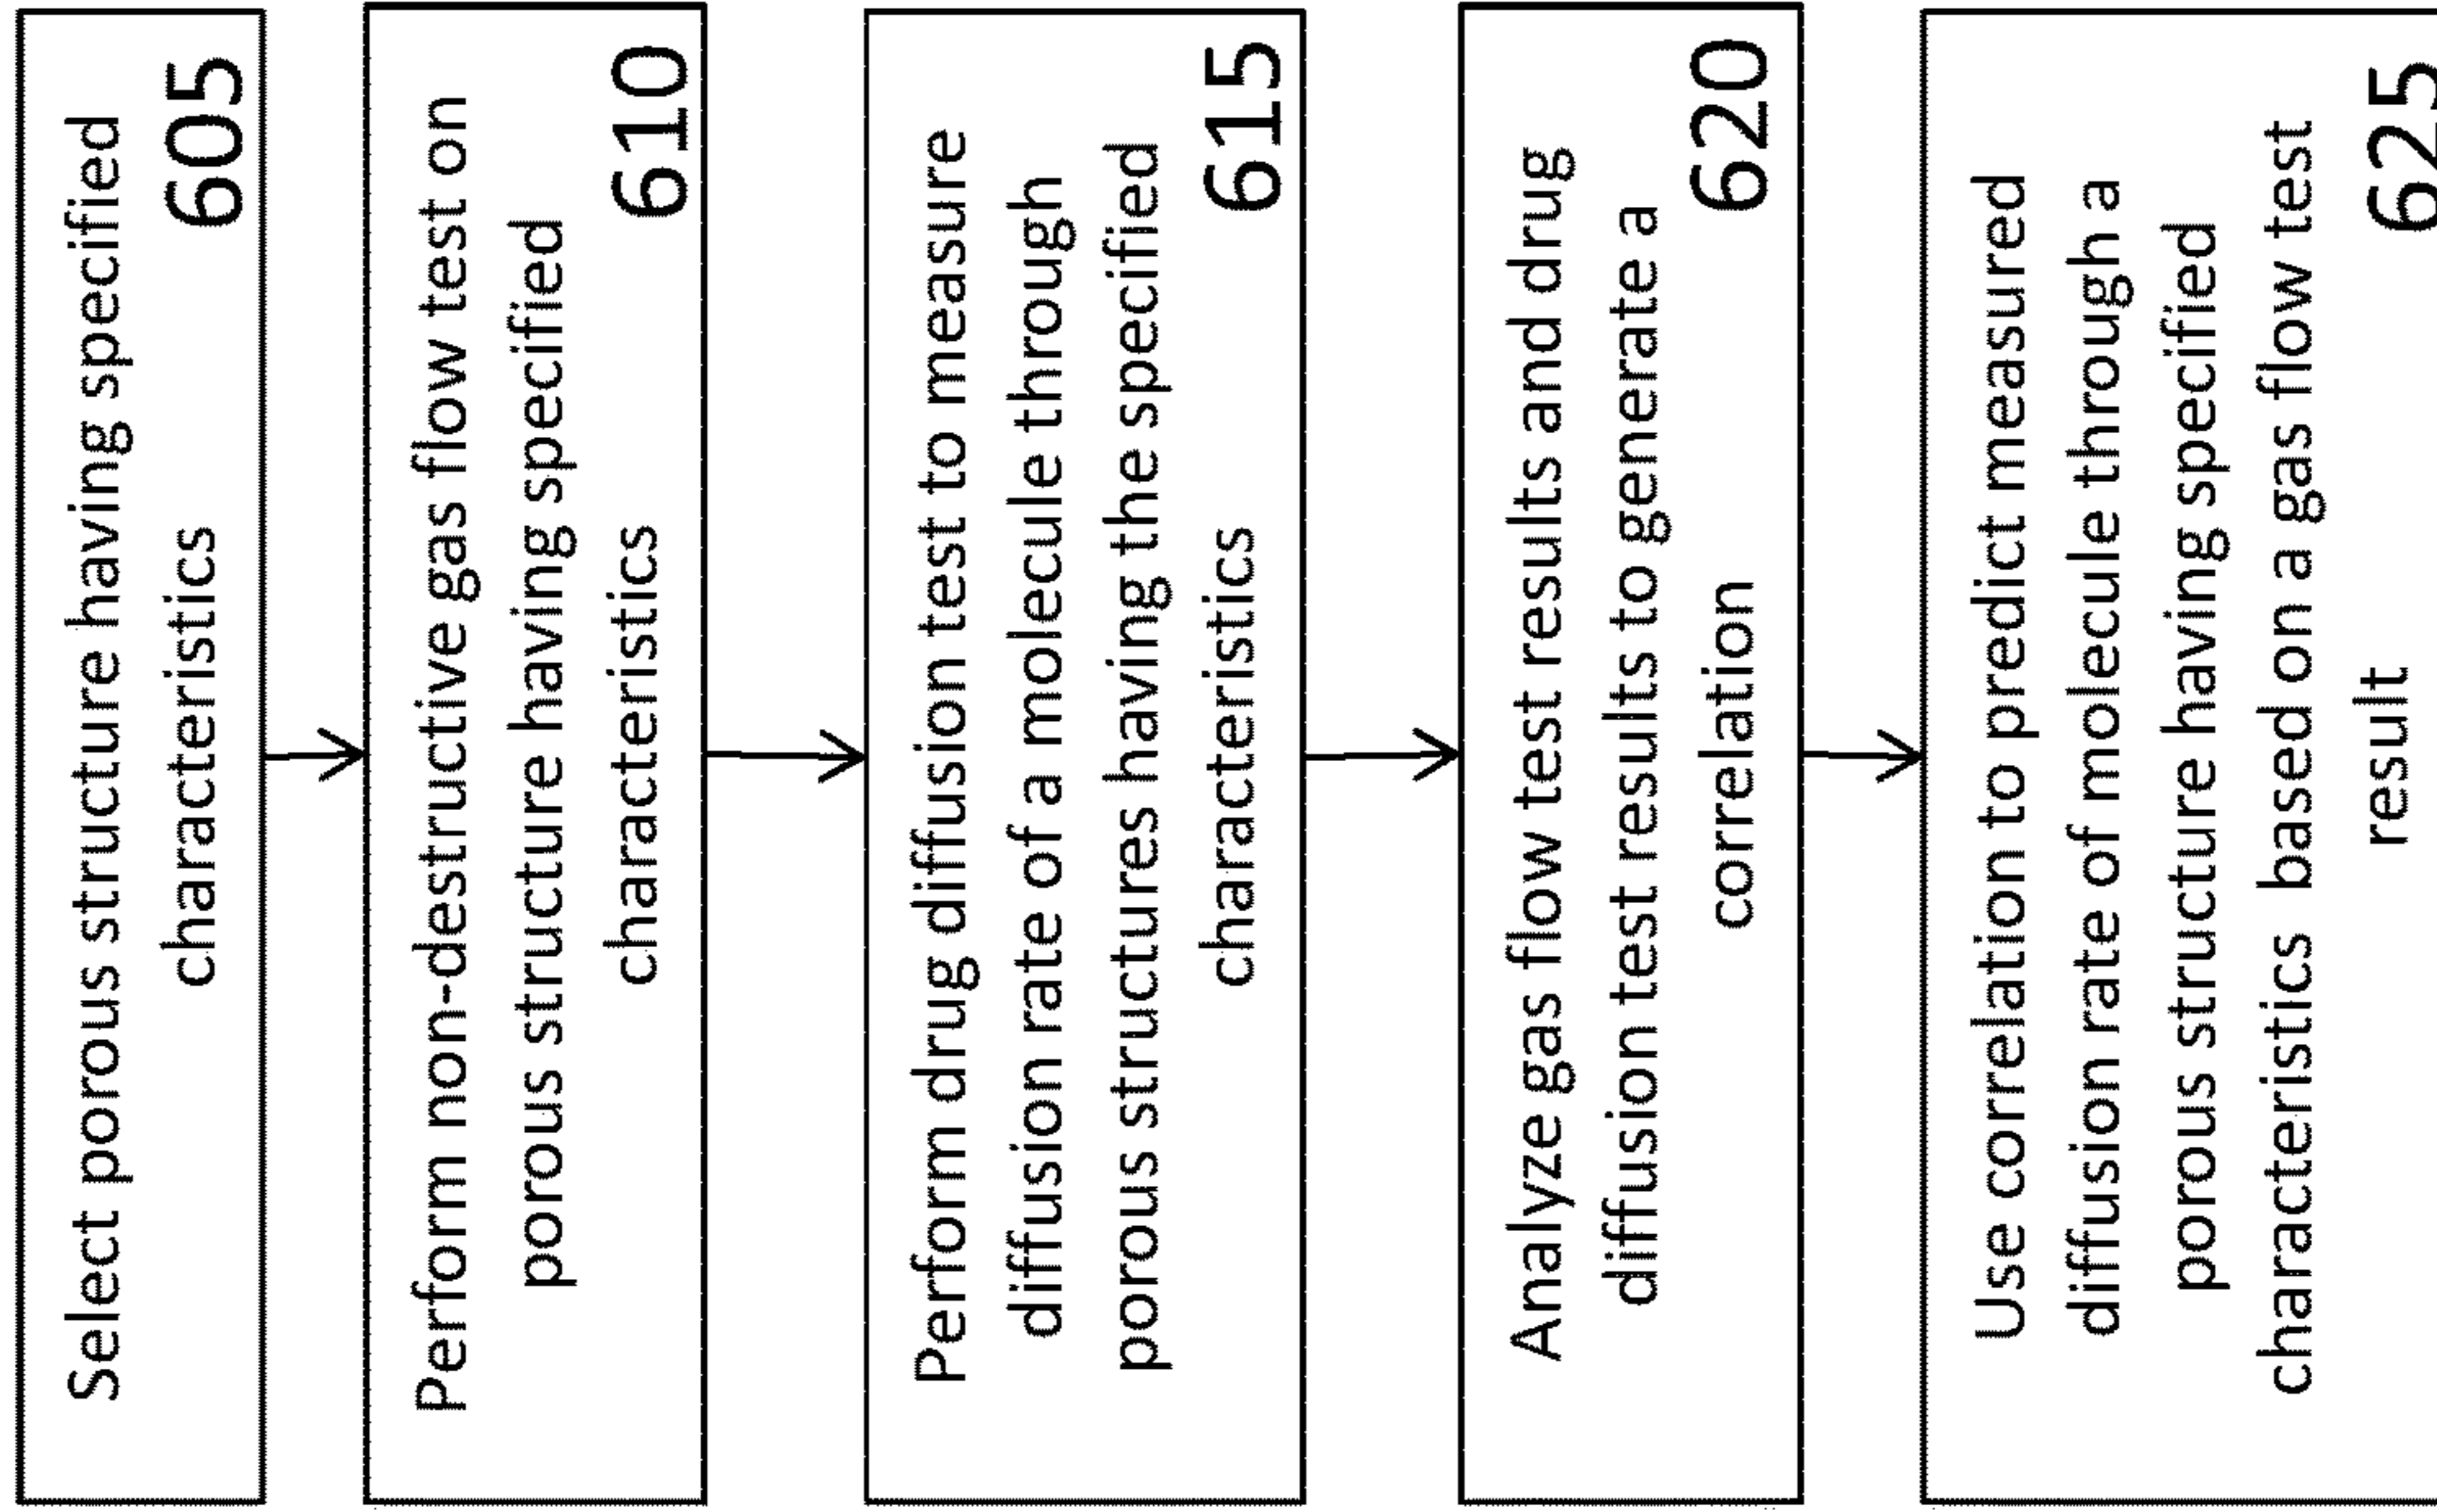 Select porous structure having specified
characteristics
605
Perform non-destructive gas flow test on
porous structure having specified
characteristics
610
Perform drug diffusion test to measure
diffusion rate of a molecule through
porous structures having the specified
characteristics
615
Analyze gas flow test results and drug
diffusion test results to generate a
correlation
620
Use correlation to predict measured
diffusion rate of molecule through a
porous structure having specified
characteristics based on a gas flow test
result
625